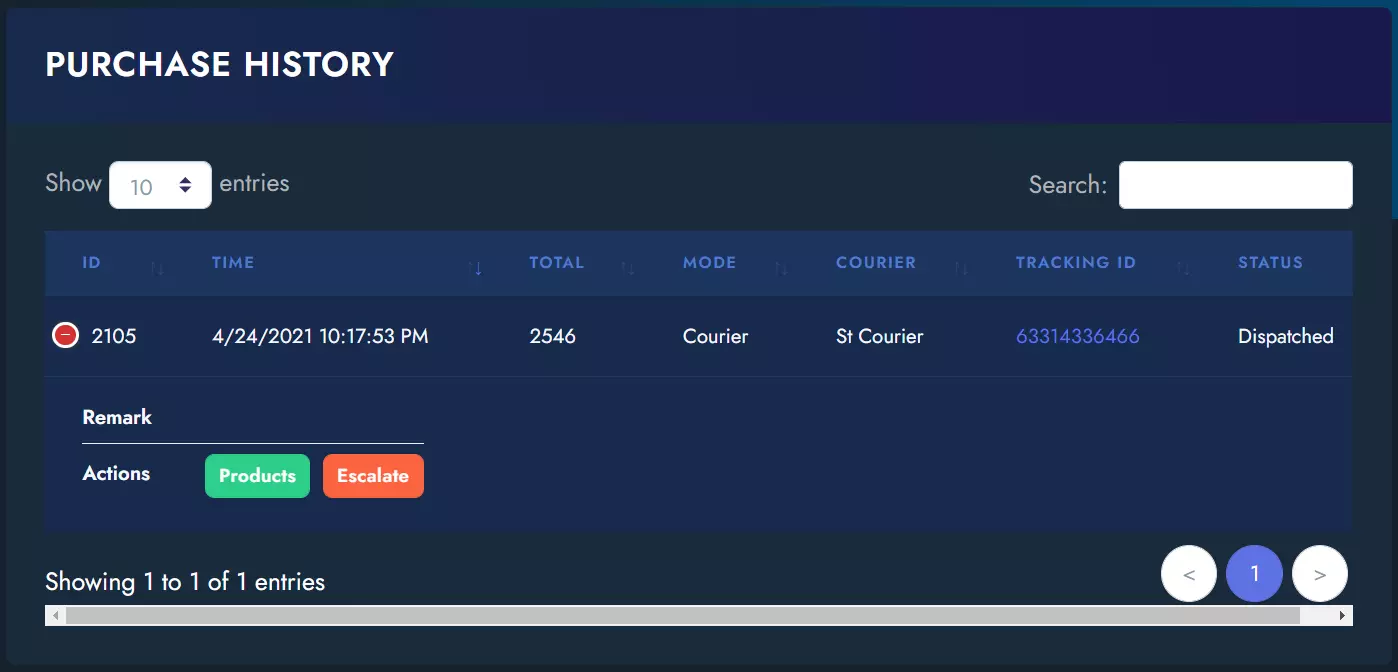 PURCHASE HISTORY
Show 10 entries Search:
ID TIME TOTAL MODE COURIER TRACKING ID STATUS
2105 4/24/2021 10:17:53 PM 2546 Courier St Courier 63314336466 Dispatched
Remark
Actions Products Escalate
Showing 1 to 1 of 1 entries < 1 >